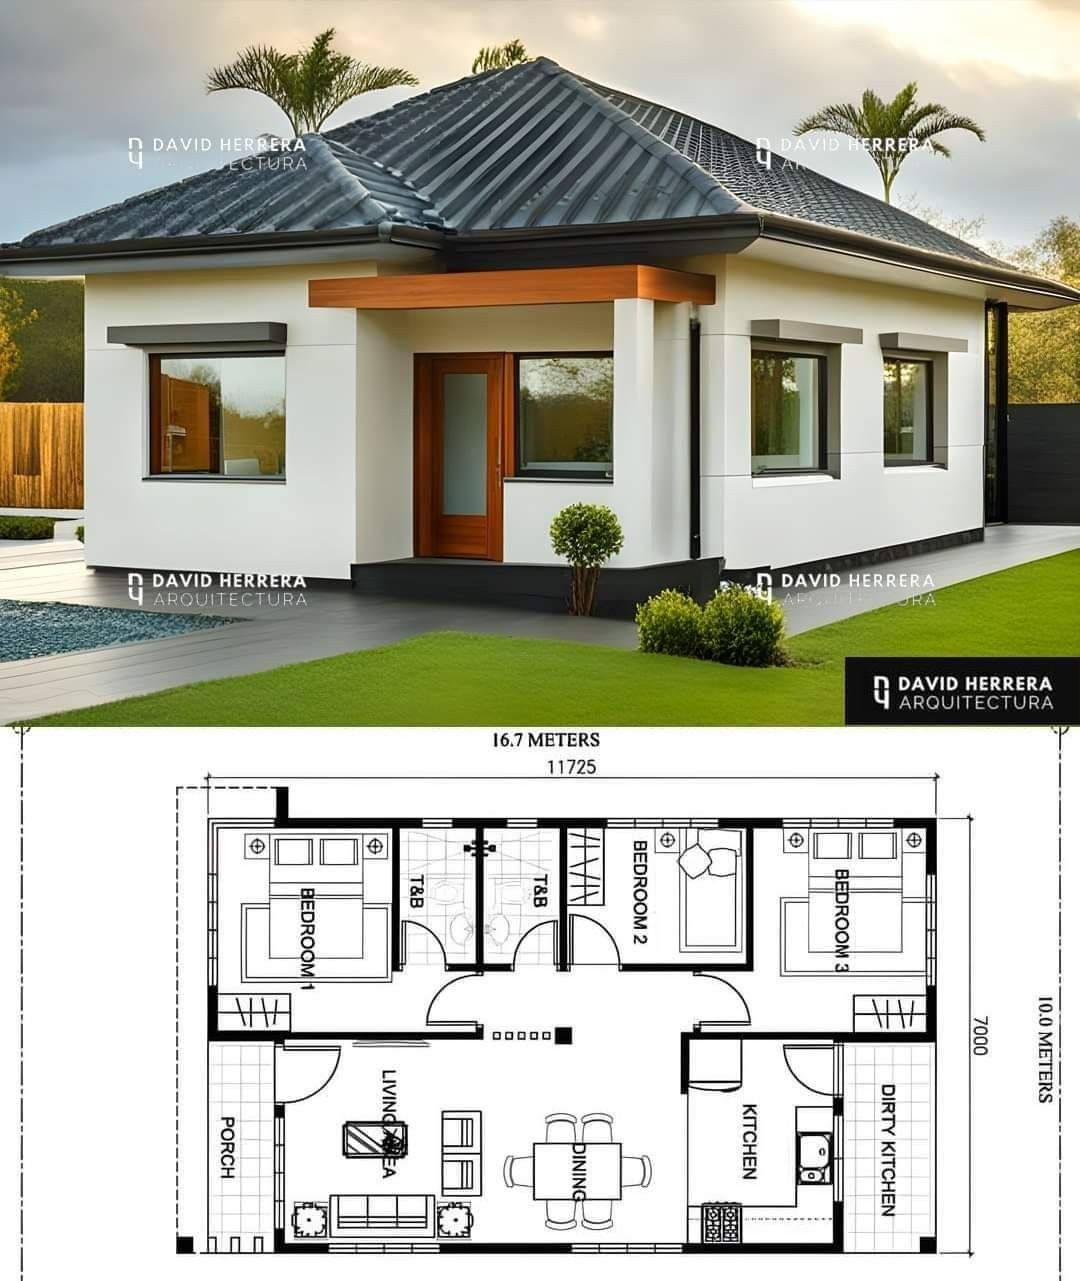 DAVID HERRERA
ARQUITECTURA
DAVID HERRERA
ARQUITECTURA
DAVID HERRERA
ARQUITECTURA
DAVID HERRERA
ARQUITECTURA
DAVID HERRERA
ARQUITECTURA
16.7 METERS
11725
BEDROOM 1
T&B
T&B
BEDROOM 2
BEDROOM 3
7000
10.0 METERS
PORCH
LIVING AREA
DINING
KITCHEN
DIRTY KITCHEN